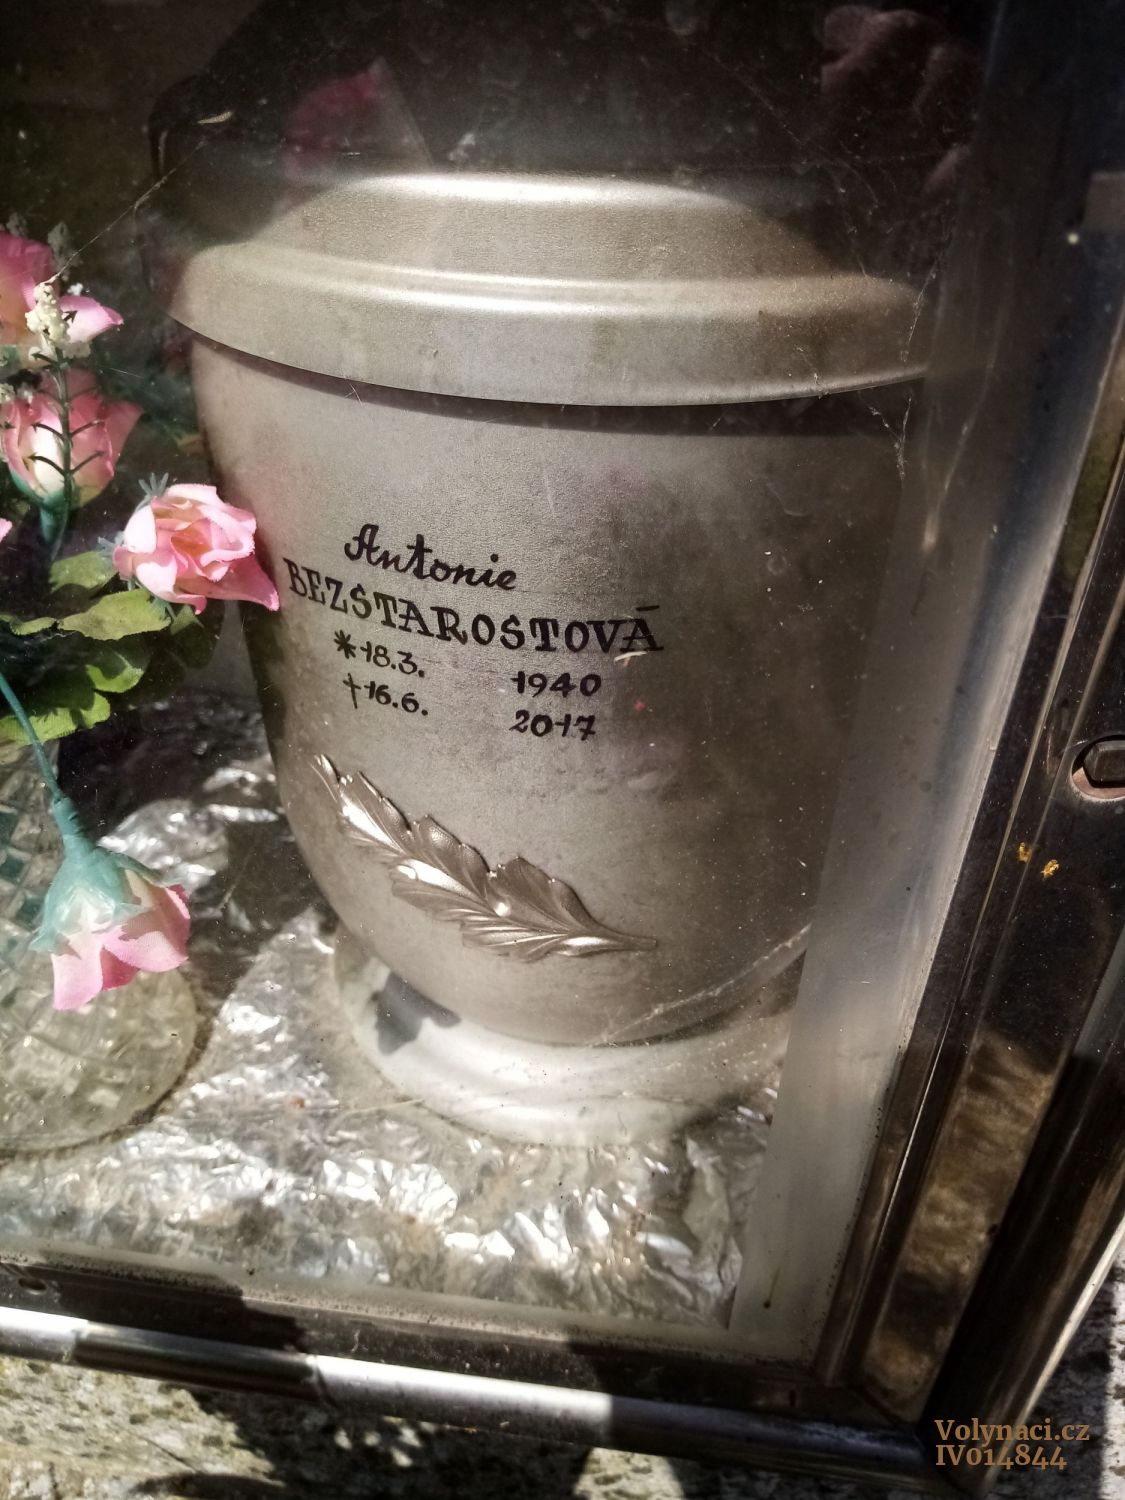 Antonie
BEZSTAROSTOVÁ
*18.3. 1940
†16.6. 2017
Volynaci.cz
IV014844